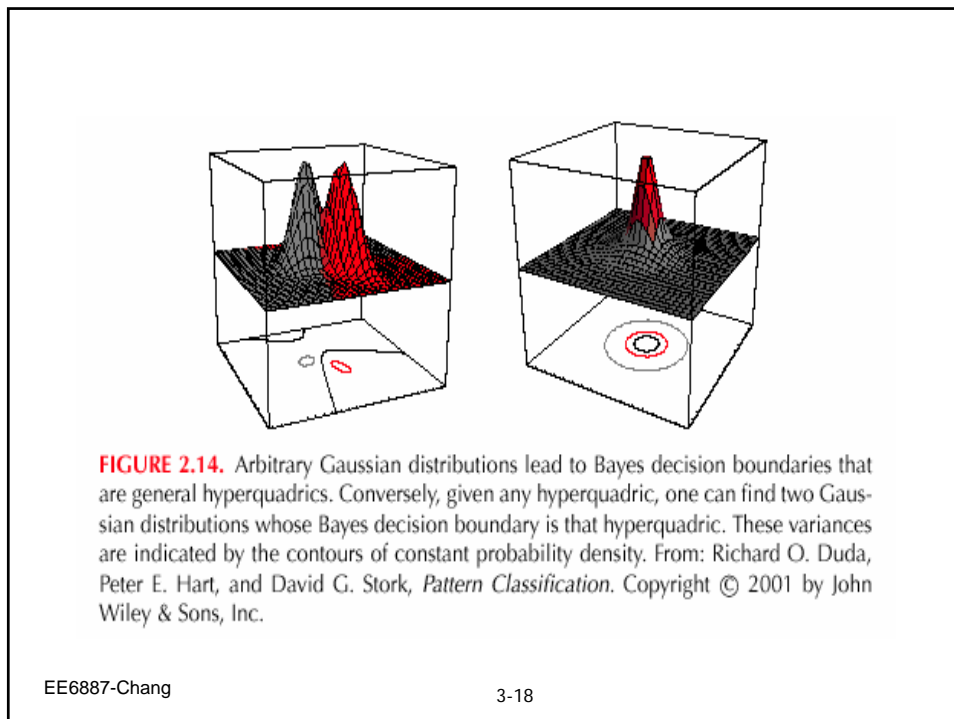 FIGURE 2.14. Arbitrary Gaussian distributions lead to Bayes decision boundaries that
are general hyperquadrics. Conversely, given any hyperquadric, one can find two Gaus-
sian distributions whose Bayes decision boundary is that hyperquadric. These variances
are indicated by the contours of constant probability density. From: Richard O. Duda,
Peter E. Hart, and David G. Stork, Pattern Classification. Copyright © 2001 by John
Wiley & Sons, Inc.
EE6887-Chang
3-18